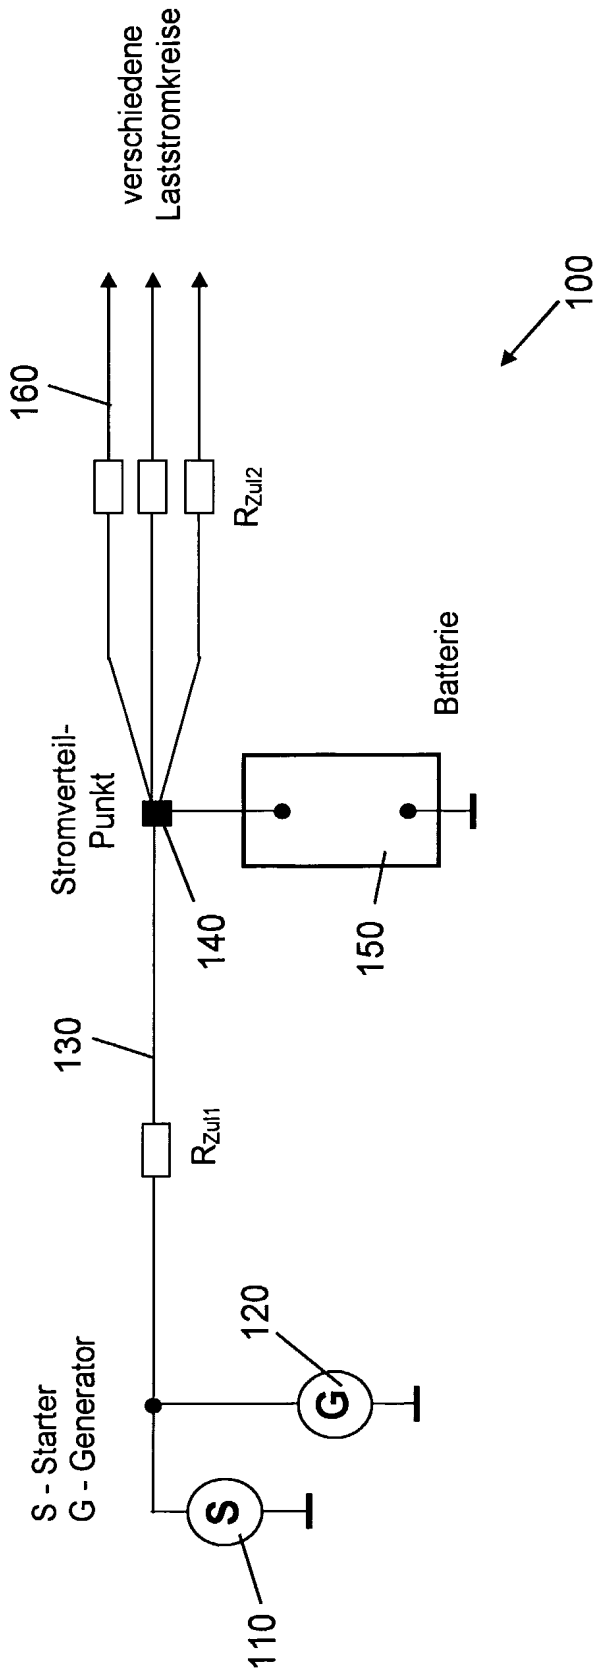 S - Starter
G - Generator
110
120
130
R_Zul1
Stromverteil-
Punkt
140
150
Batterie
160
R_Zul2
verschiedene
Laststromkreise
100